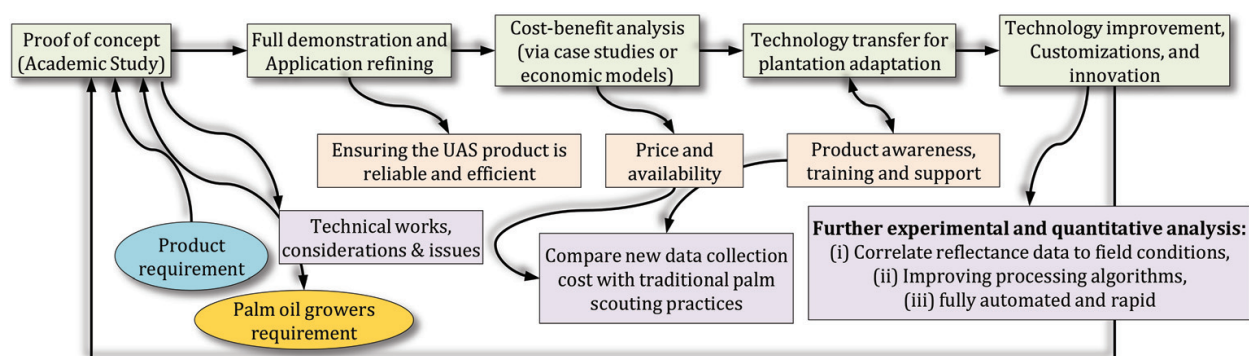 Proof of concept
(Academic Study)
Full demonstration and
Application refining
Cost-benefit analysis
(via case studies or
economic models)
Technology transfer for
plantation adaptation
Technology improvement,
Customizations, and
innovation
Ensuring the UAS product is
reliable and efficient
Price and
availability
Product awareness,
training and support
Product
requirement
Technical works,
considerations & issues
Palm oil growers
requirement
Compare new data collection
cost with traditional palm
scouting practices
Further experimental and quantitative analysis:
(i) Correlate reflectance data to field conditions,
(ii) Improving processing algorithms,
(iii) fully automated and rapid